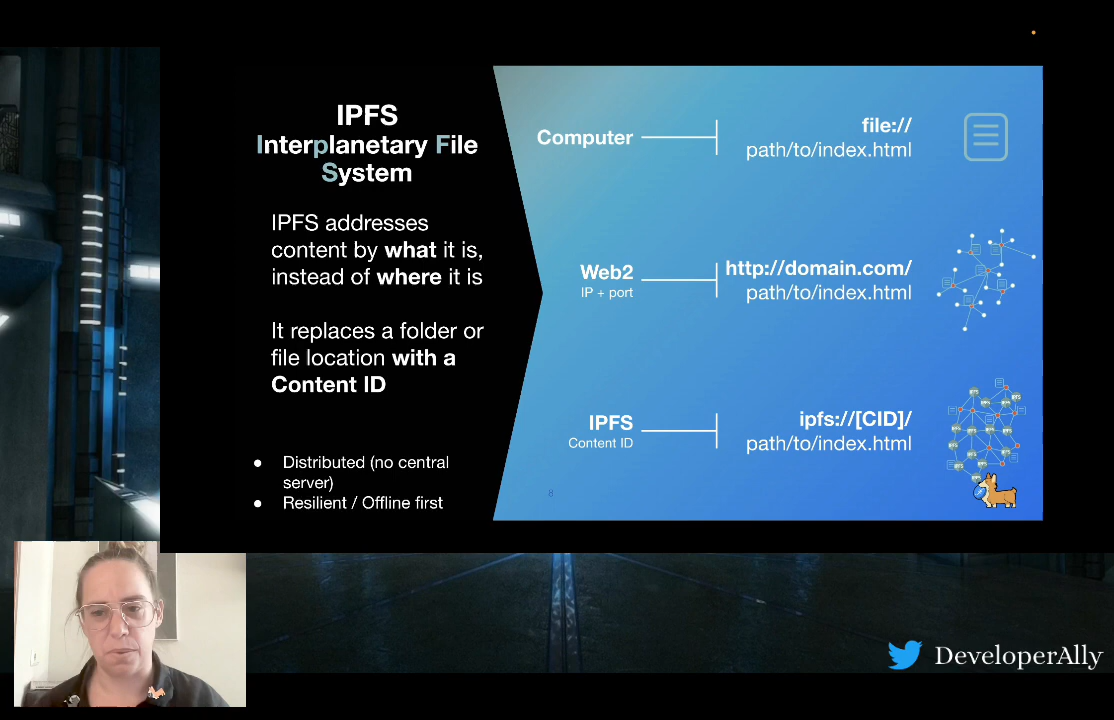 IPFS
Interplanetary File
System
IPFS addresses
content by what it is,
instead of where it is
It replaces a folder or
file location with a
Content ID
● Distributed (no central
server)
● Resilient / Offline first
Computer
file://
path/to/index.html
Web2
IP + port
http://domain.com/
path/to/index.html
IPFS
Content ID
ipfs://[CID]/
path/to/index.html
8
DeveloperAlly